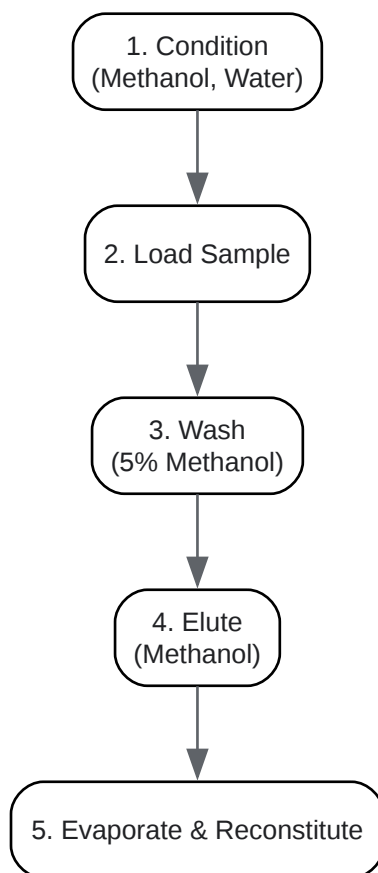 1. Condition
(Methanol, Water)
2. Load Sample
3. Wash
(5% Methanol)
4. Elute
(Methanol)
5. Evaporate & Reconstitute